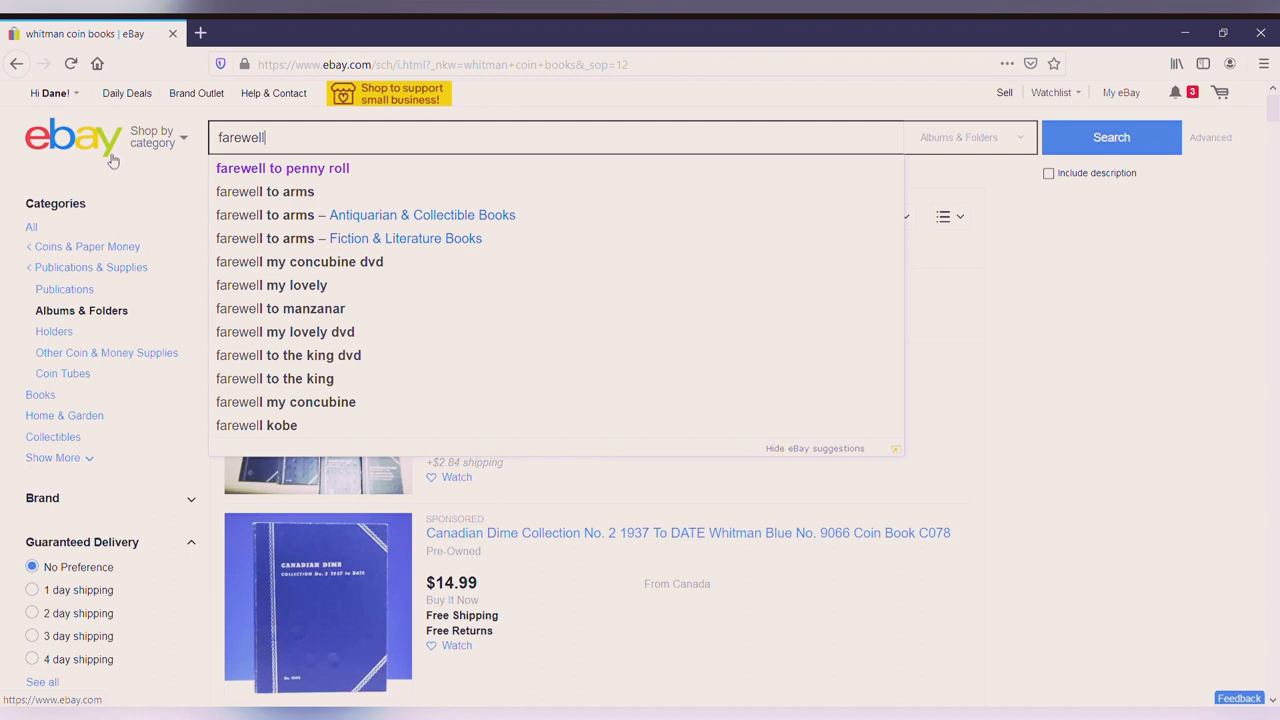 whitman coin books | eBay
https://www.ebay.com/sch/i.html?_nkw=whitman+coin+books&_sop=12
Hi Dane!
Daily Deals
Brand Outlet
Help & Contact
Shop to support
small business!
Sell
Watchlist
My eBay
3
ebay
Shop by
category
farewell
Albums & Folders
Search
Advanced
Include description
farewell to penny roll
farewell to arms
farewell to arms – Antiquarian & Collectible Books
farewell to arms – Fiction & Literature Books
farewell my concubine dvd
farewell my lovely
farewell to manzanar
farewell my lovely dvd
farewell to the king dvd
farewell to the king
farewell my concubine
farewell kobe
Hide eBay suggestions
Categories
All
Coins & Paper Money
Publications & Supplies
Publications
Albums & Folders
Holders
Other Coin & Money Supplies
Coin Tubes
Books
Home & Garden
Collectibles
Show More
Brand
Guaranteed Delivery
No Preference
1 day shipping
2 day shipping
3 day shipping
4 day shipping
See all
https://www.ebay.com
+$2.84 shipping
Watch
SPONSORED
Canadian Dime Collection No. 2 1937 To DATE Whitman Blue No. 9066 Coin Book C078
Pre-Owned
$14.99
From Canada
Buy It Now
Free Shipping
Free Returns
Watch
CANADIAN DIME
COLLECTION No. 2 1937 to DATE
Feedback